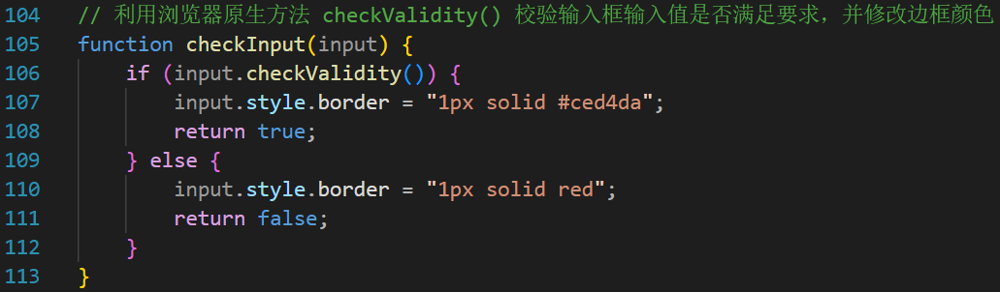 104 // 利用浏览器原生方法 checkValidity() 校验输入框输入值是否满足要求，并修改边框颜色
105 function checkInput(input) {
106     if (input.checkValidity()) {
107         input.style.border = "1px solid #ced4da";
108         return true;
109     } else {
110         input.style.border = "1px solid red";
111         return false;
112     }
113 }